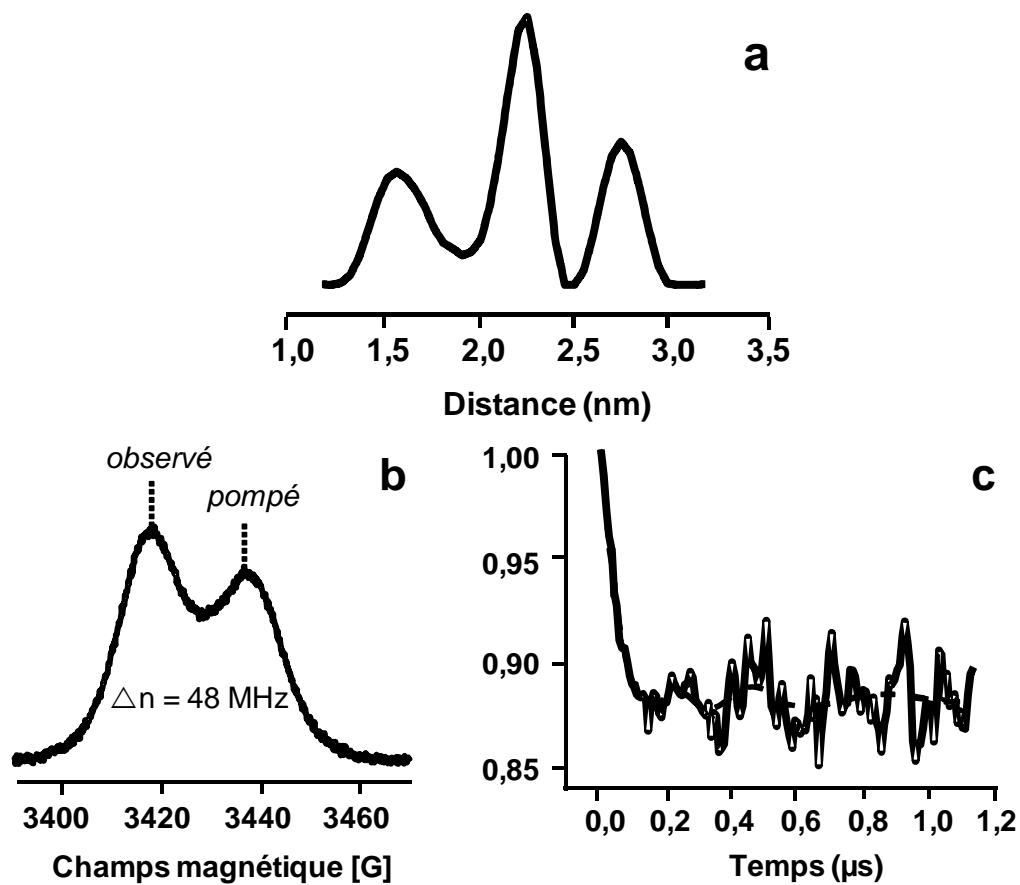 a
1,0 1,5 2,0 2,5 3,0 3,5
Distance (nm)
observé
pompé
b
△n = 48 MHz
3400 3420 3440 3460
Champs magnétique [G]
c
1,00
0,95
0,90
0,85
0,0 0,2 0,4 0,6 0,8 1,0 1,2
Temps (µs)